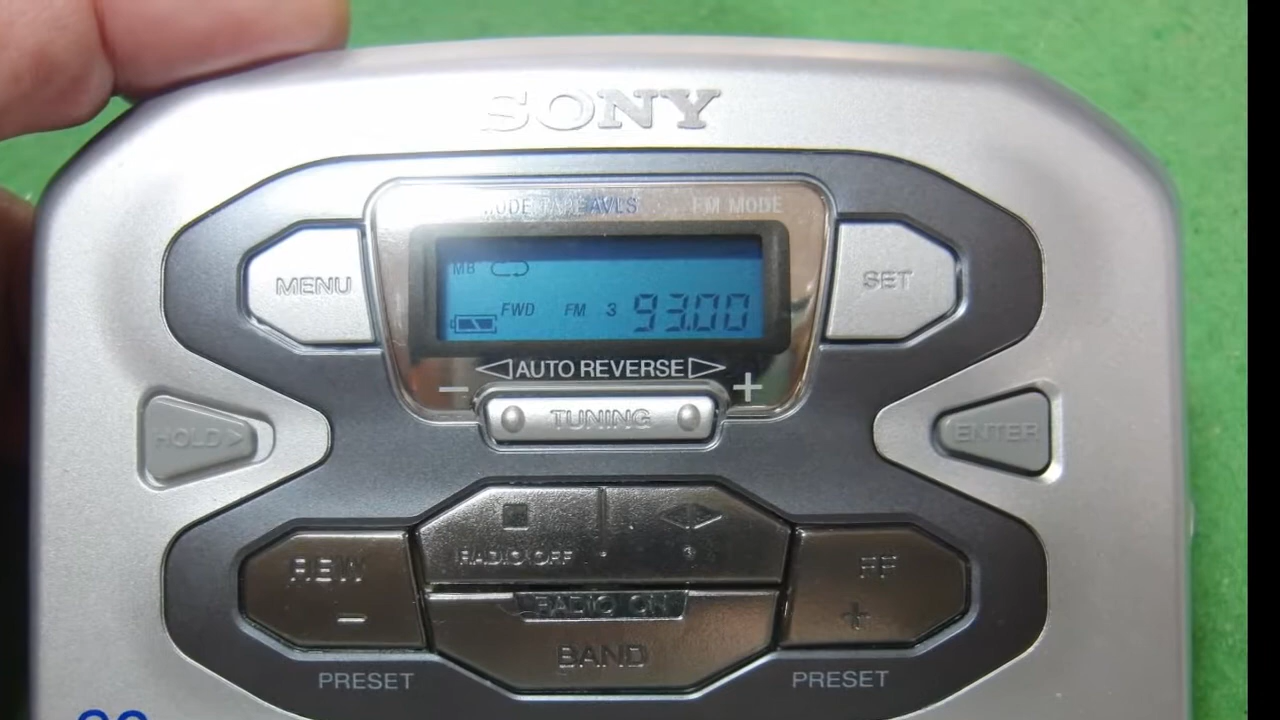 SONY
MODE TAPE AVLS FM MODE
MENU
SET
MB
FWD FM 3 93.00
AUTO REVERSE
− +
TUNING
HOLD
ENTER
RADIO OFF
REW
FF
− +
RADIO ON
BAND
PRESET
PRESET